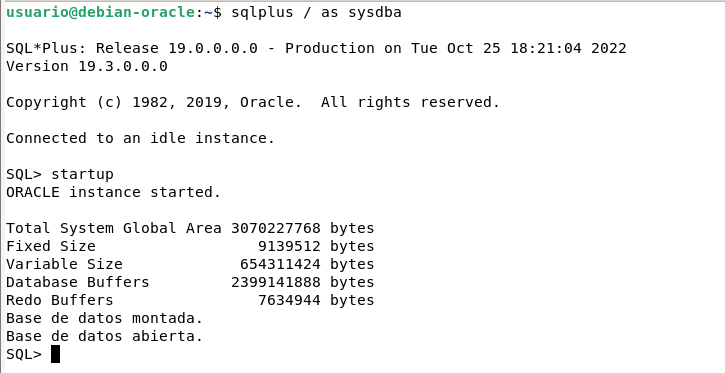 usuario@debian-oracle:~$ sqlplus / as sysdba
SQL*Plus: Release 19.0.0.0.0 - Production on Tue Oct 25 18:21:04 2022
Version 19.3.0.0.0
Copyright (c) 1982, 2019, Oracle.  All rights reserved.
Connected to an idle instance.
SQL> startup
ORACLE instance started.
Total System Global Area 3070227768 bytes
Fixed Size                  9139512 bytes
Variable Size             654311424 bytes
Database Buffers         2399141888 bytes
Redo Buffers                7634944 bytes
Base de datos montada.
Base de datos abierta.
SQL>